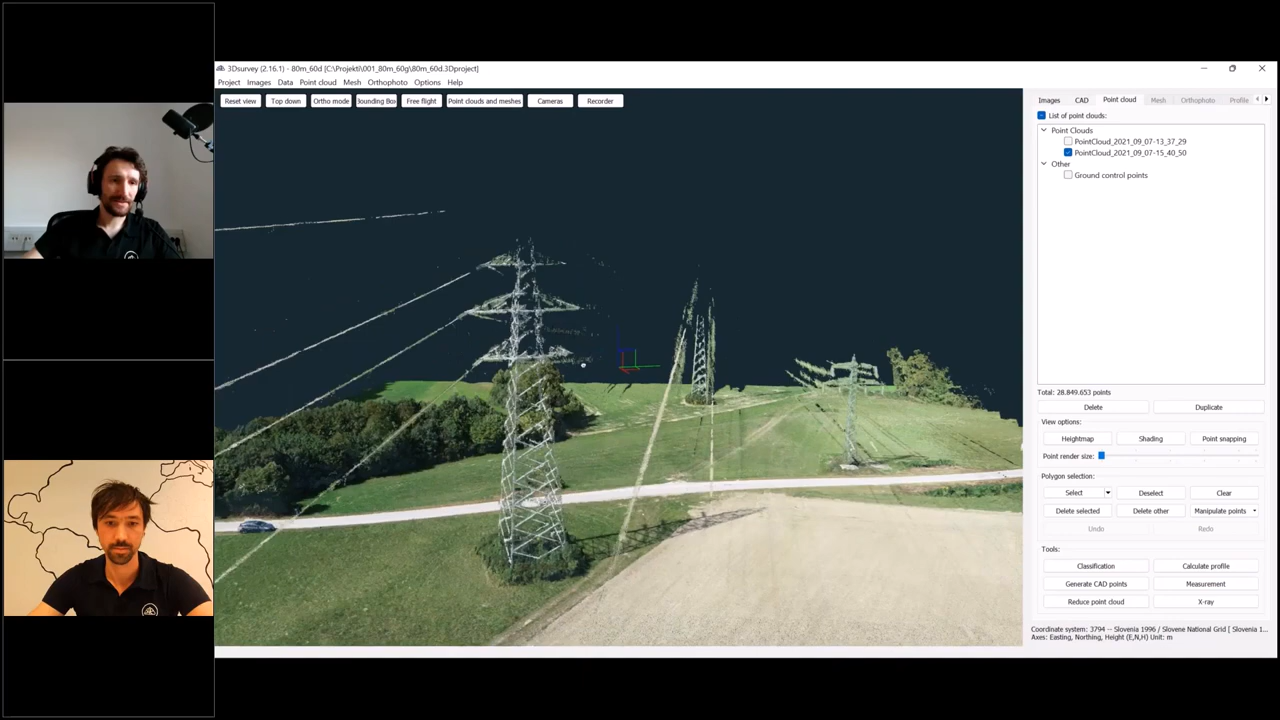 3Dsurvey (2.16.1) - 80m_60d [C:\Projekti\001_80m_60g\80m_60d.3Dproject]
Project Images Data Point cloud Mesh Orthophoto Options Help
Reset view Top down Ortho mode Bounding Box Free flight Point clouds and meshes Cameras Recorder
Images CAD Point cloud Mesh Orthophoto Profile
List of point clouds:
Point Clouds
PointCloud_2021_09_07-13_37_29
PointCloud_2021_09_07-15_40_50
Other
Ground control points
Total: 28.849.653 points
Delete Duplicate
View options:
Heightmap Shading Point snapping
Point render size:
Polygon selection:
Select Deselect Clear
Delete selected Delete other Manipulate points
Undo Redo
Tools:
Classification Calculate profile
Generate CAD points Measurement
Reduce point cloud X-ray
Coordinate system: 3794 -- Slovenia 1996 / Slovene National Grid [ Slovenia 1...
Axes: Easting, Northing, Height (E,N,H) Unit: m